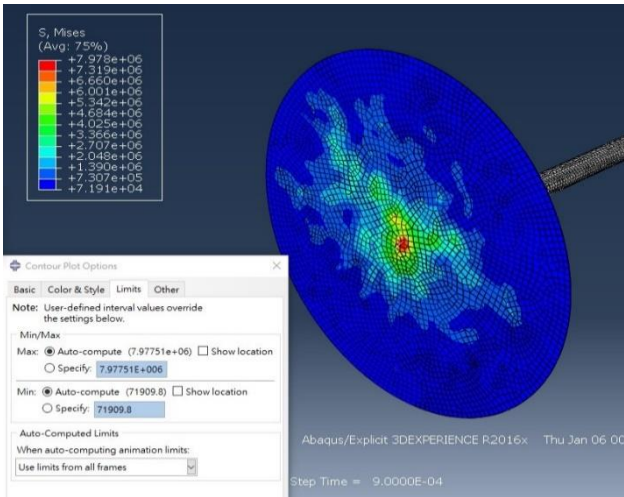 S, Mises
(Avg: 75%)
+7.978e+06
+7.319e+06
+6.660e+06
+6.001e+06
+5.342e+06
+4.684e+06
+4.025e+06
+3.366e+06
+2.707e+06
+2.048e+06
+1.390e+06
+7.307e+05
+7.191e+04
Contour Plot Options
Basic Color & Style Limits Other
Note: User-defined interval values override
the settings below.
Min/Max
Max: Auto-compute (7.97751e+06) Show location
Specify: 7.97751E+006
Min: Auto-compute (71909.8) Show location
Specify: 71909.8
Auto-Computed Limits
When auto-computing animation limits:
Use limits from all frames
Abaqus/Explicit 3DEXPERIENCE R2016x Thu Jan 06 00
Step Time = 9.0000E-04